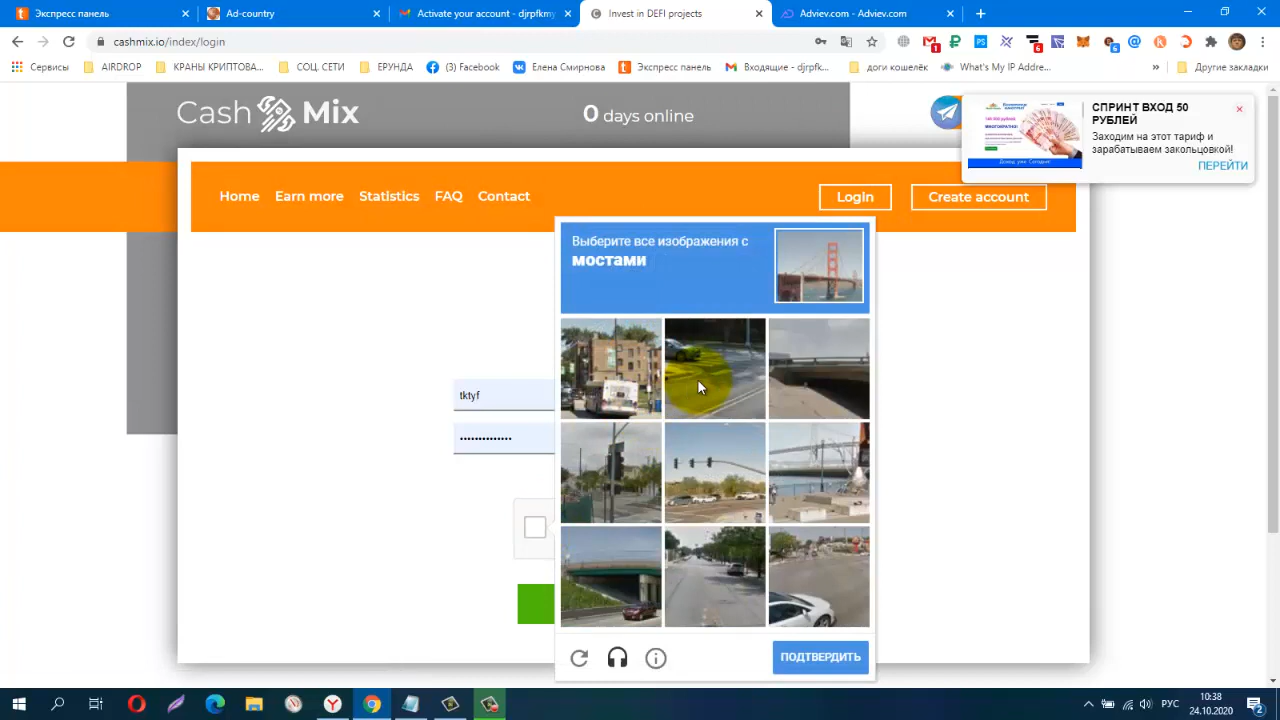 Экспресс панель
Ad-country
Activate your account - djrpfkmy
Invest in DEFI projects
Adviev.com - Adviev.com
cashmix.io/index/login
Сервисы
AIRDROP
КРАНЫ КРИПТОВА...
СОЦ. СЕТИ
ЕРУНДА
(3) Facebook
Елена Смирнова
Экспресс панель
Входящие - djrpfk...
доги кошелёк
What's My IP Addre...
»
Другие закладки
Cash Mix
0 days online
СПРИНТ ВХОД 50
РУБЛЕЙ
Заходим на этот тариф и
зарабатываем закольцовкой!
ПЕРЕЙТИ
Home
Earn more
Statistics
FAQ
Contact
Login
Create account
Выберите все изображения с
мостами
tktyf
••••••••••••••
ПОДТВЕРДИТЬ
РУС
10:38
24.10.2020